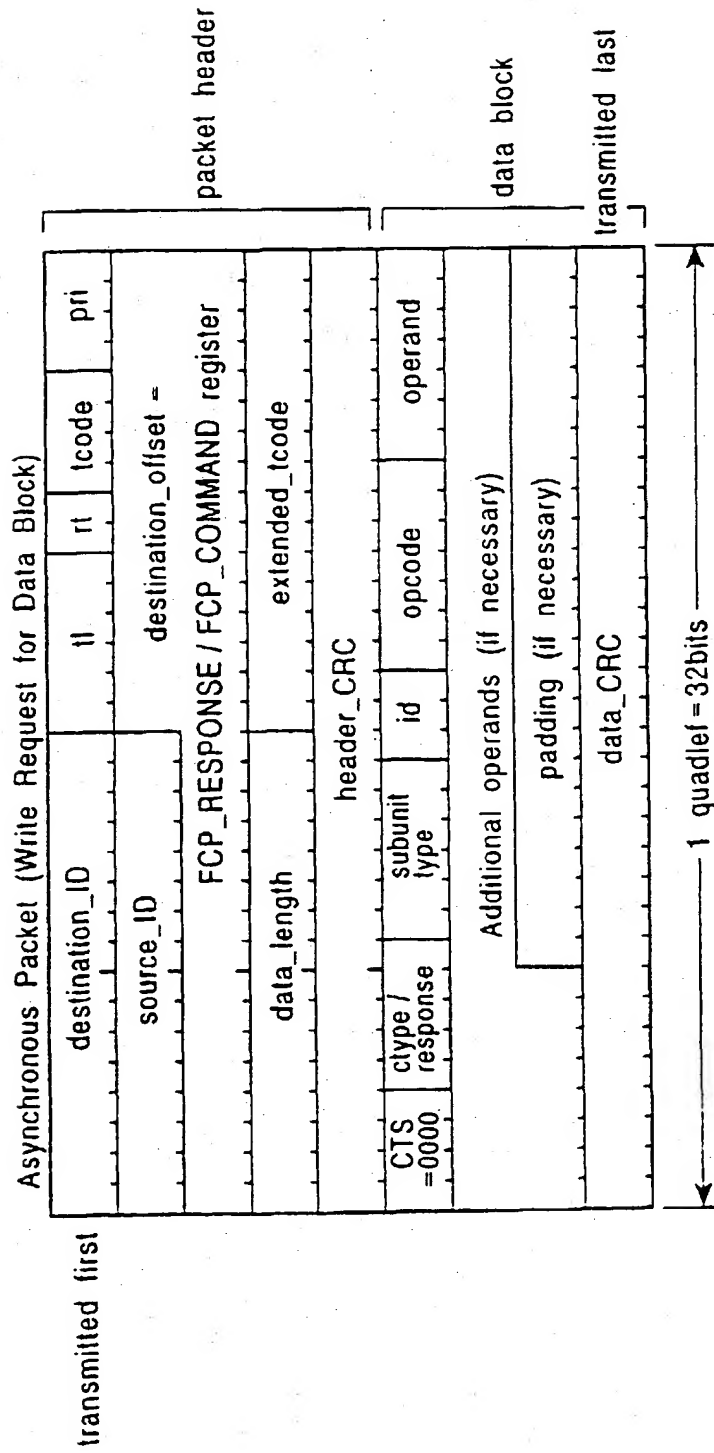 Asynchronous Packet (Write Request for Data Block)
transmitted first
destination_ID
tl
rt
tcode
pri
packet header
source_ID
destination_offset =
FCP_RESPONSE / FCP_COMMAND register
data_length
extended_tcode
header_CRC
CTS
=0000
ctype /
response
subunit
type
id
opcode
operand
data block
Additional operands (if necessary)
padding (if necessary)
data_CRC
transmitted last
1 quadlef = 32bits